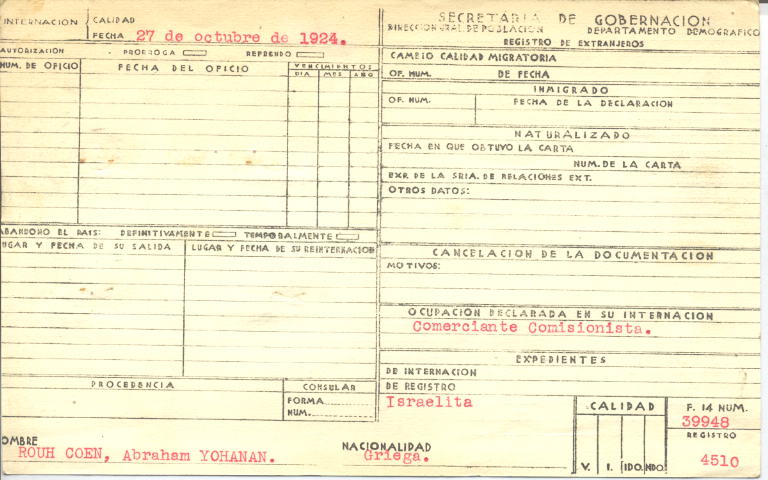 INTERNACION
CALIDAD
FECHA 27 de octubre de 1924.
AUTORIZACIÓN PRORROGA REFRENDO
NUM. DE OFICIO FECHA DEL OFICIO VENCIMIENTOS
DIA MES AÑO
ABANDONO EL PAIS: DEFINITIVAMENTE TEMPORALMENTE
UGAR Y FECHA DE SU SALIDA LUGAR Y FECHA DE SU REINTERNACION
PROCEDENCIA CONSULAR
FORMA
NUM.
OMBRE
ROUH COEN, Abraham YOHANAN.
NACIONALIDAD
Griega.
SECRETARIA DE GOBERNACION
DIRECCION GRAL. DE POBLACION DEPARTAMENTO DEMOGRAFICO
REGISTRO DE EXTRANJEROS
CAMBIO CALIDAD MIGRATORIA
OF. NUM. DE FECHA
INMIGRADO
OF. NUM. FECHA DE LA DECLARACION
NATURALIZADO
FECHA EN QUE OBTUVO LA CARTA
NUM. DE LA CARTA
EXP. DE LA SRIA. DE RELACIONES EXT.
OTROS DATOS:
CANCELACION DE LA DOCUMENTACION
MOTIVOS:
OCUPACION DECLARADA EN SU INTERNACION
Comerciante Comisionista.
EXPEDIENTES
DE INTERNACION
DE REGISTRO
Israelita
CALIDAD
V. I. IDO. NDO.
F. 14 NUM.
39948
REGISTRO
4510